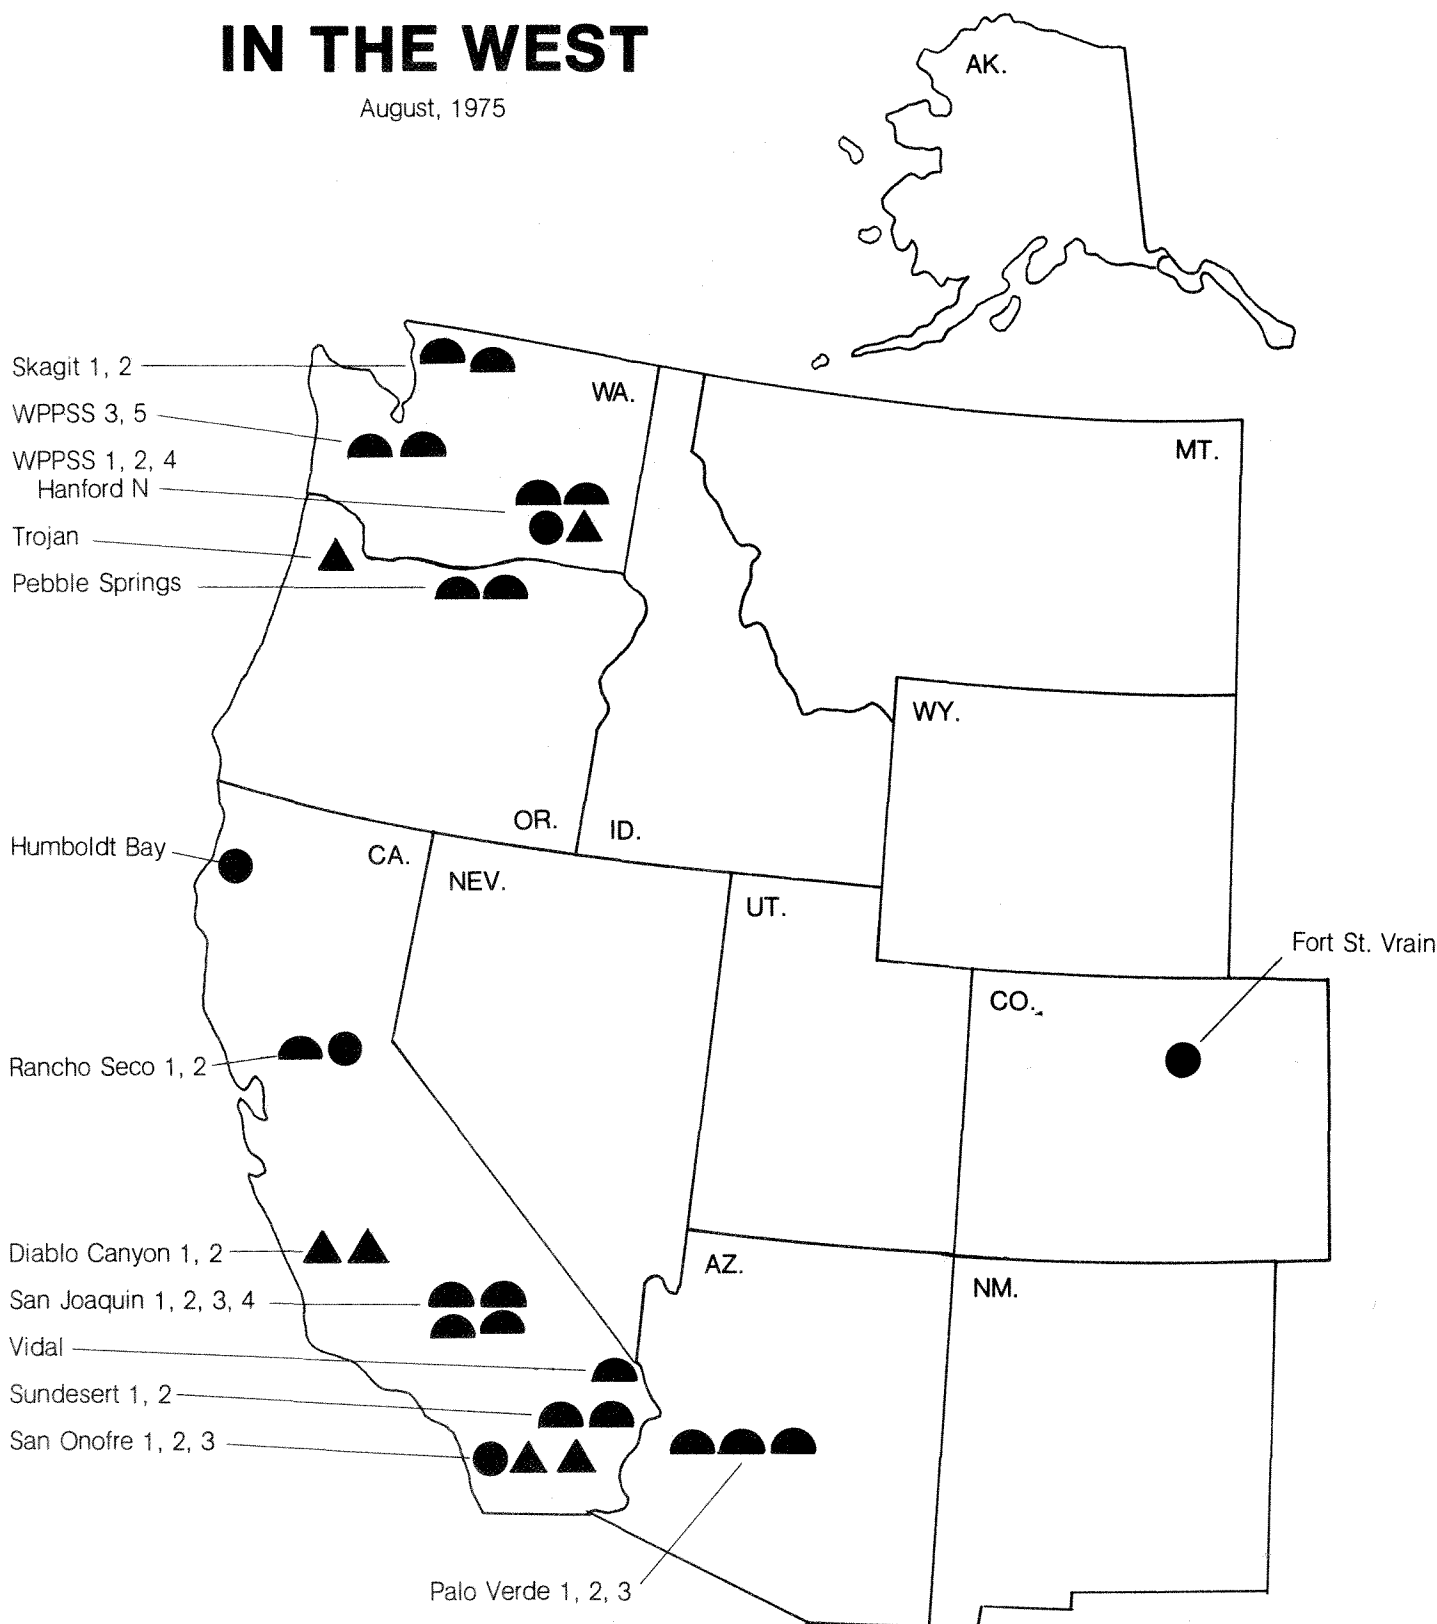 IN THE WEST
August, 1975
AK.
Skagit 1, 2
WA.
WPPSS 3, 5
MT.
WPPSS 1, 2, 4
Hanford N
Trojan
Pebble Springs
WY.
OR.
ID.
Humboldt Bay
CA.
NEV.
UT.
Fort St. Vrain
CO.
Rancho Seco 1, 2
Diablo Canyon 1, 2
AZ.
NM.
San Joaquin 1, 2, 3, 4
Vidal
Sundesert 1, 2
San Onofre 1, 2, 3
Palo Verde 1, 2, 3